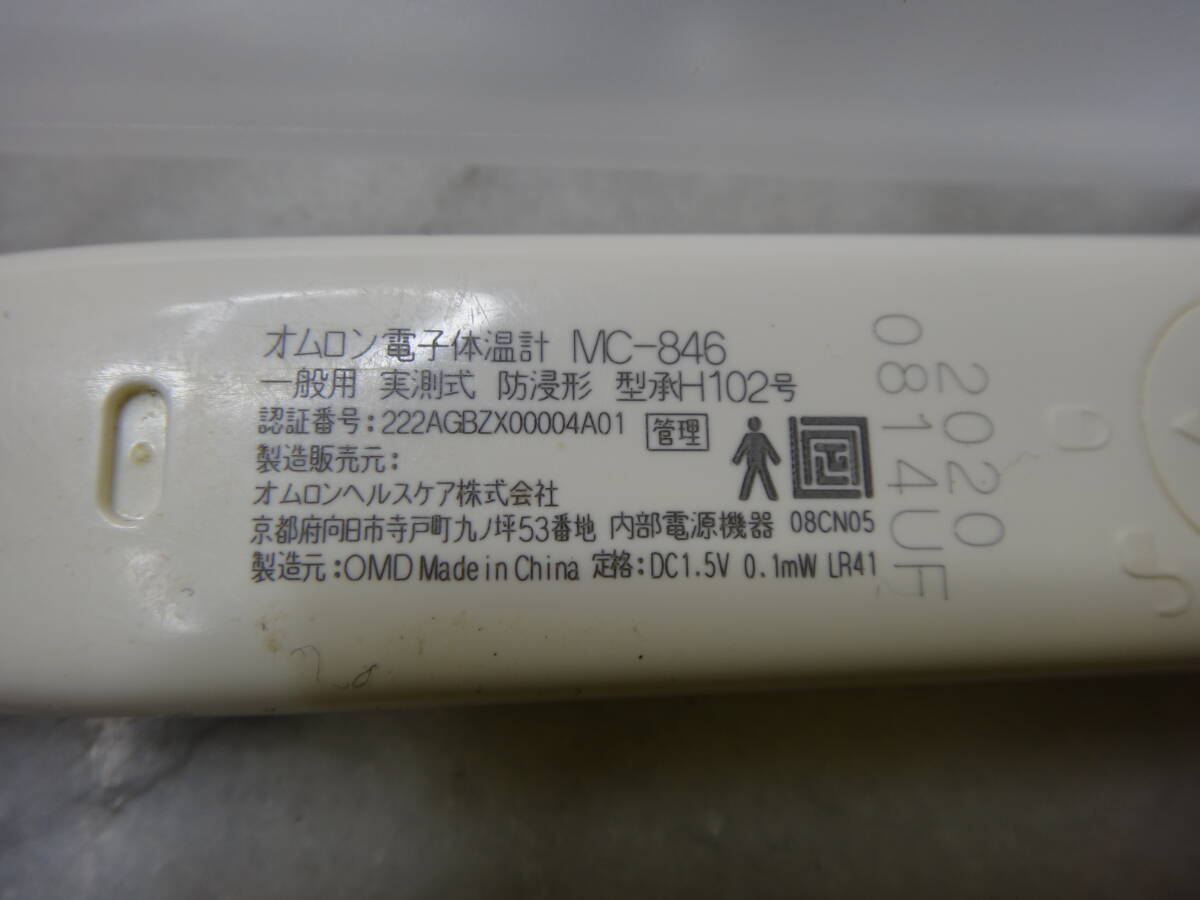 オムロン電子体温計 MC-846
一般用 実測式 防浸形 型承H102号
認証番号:222AGBZX00004A01 管理
製造販売元:
オムロンヘルスケア株式会社
京都府向日市寺戸町九ノ坪53番地 内部電源機器 08CN05
製造元:OMD Made in China 定格:DC1.5V 0.1mW LR41
2020
0814UF